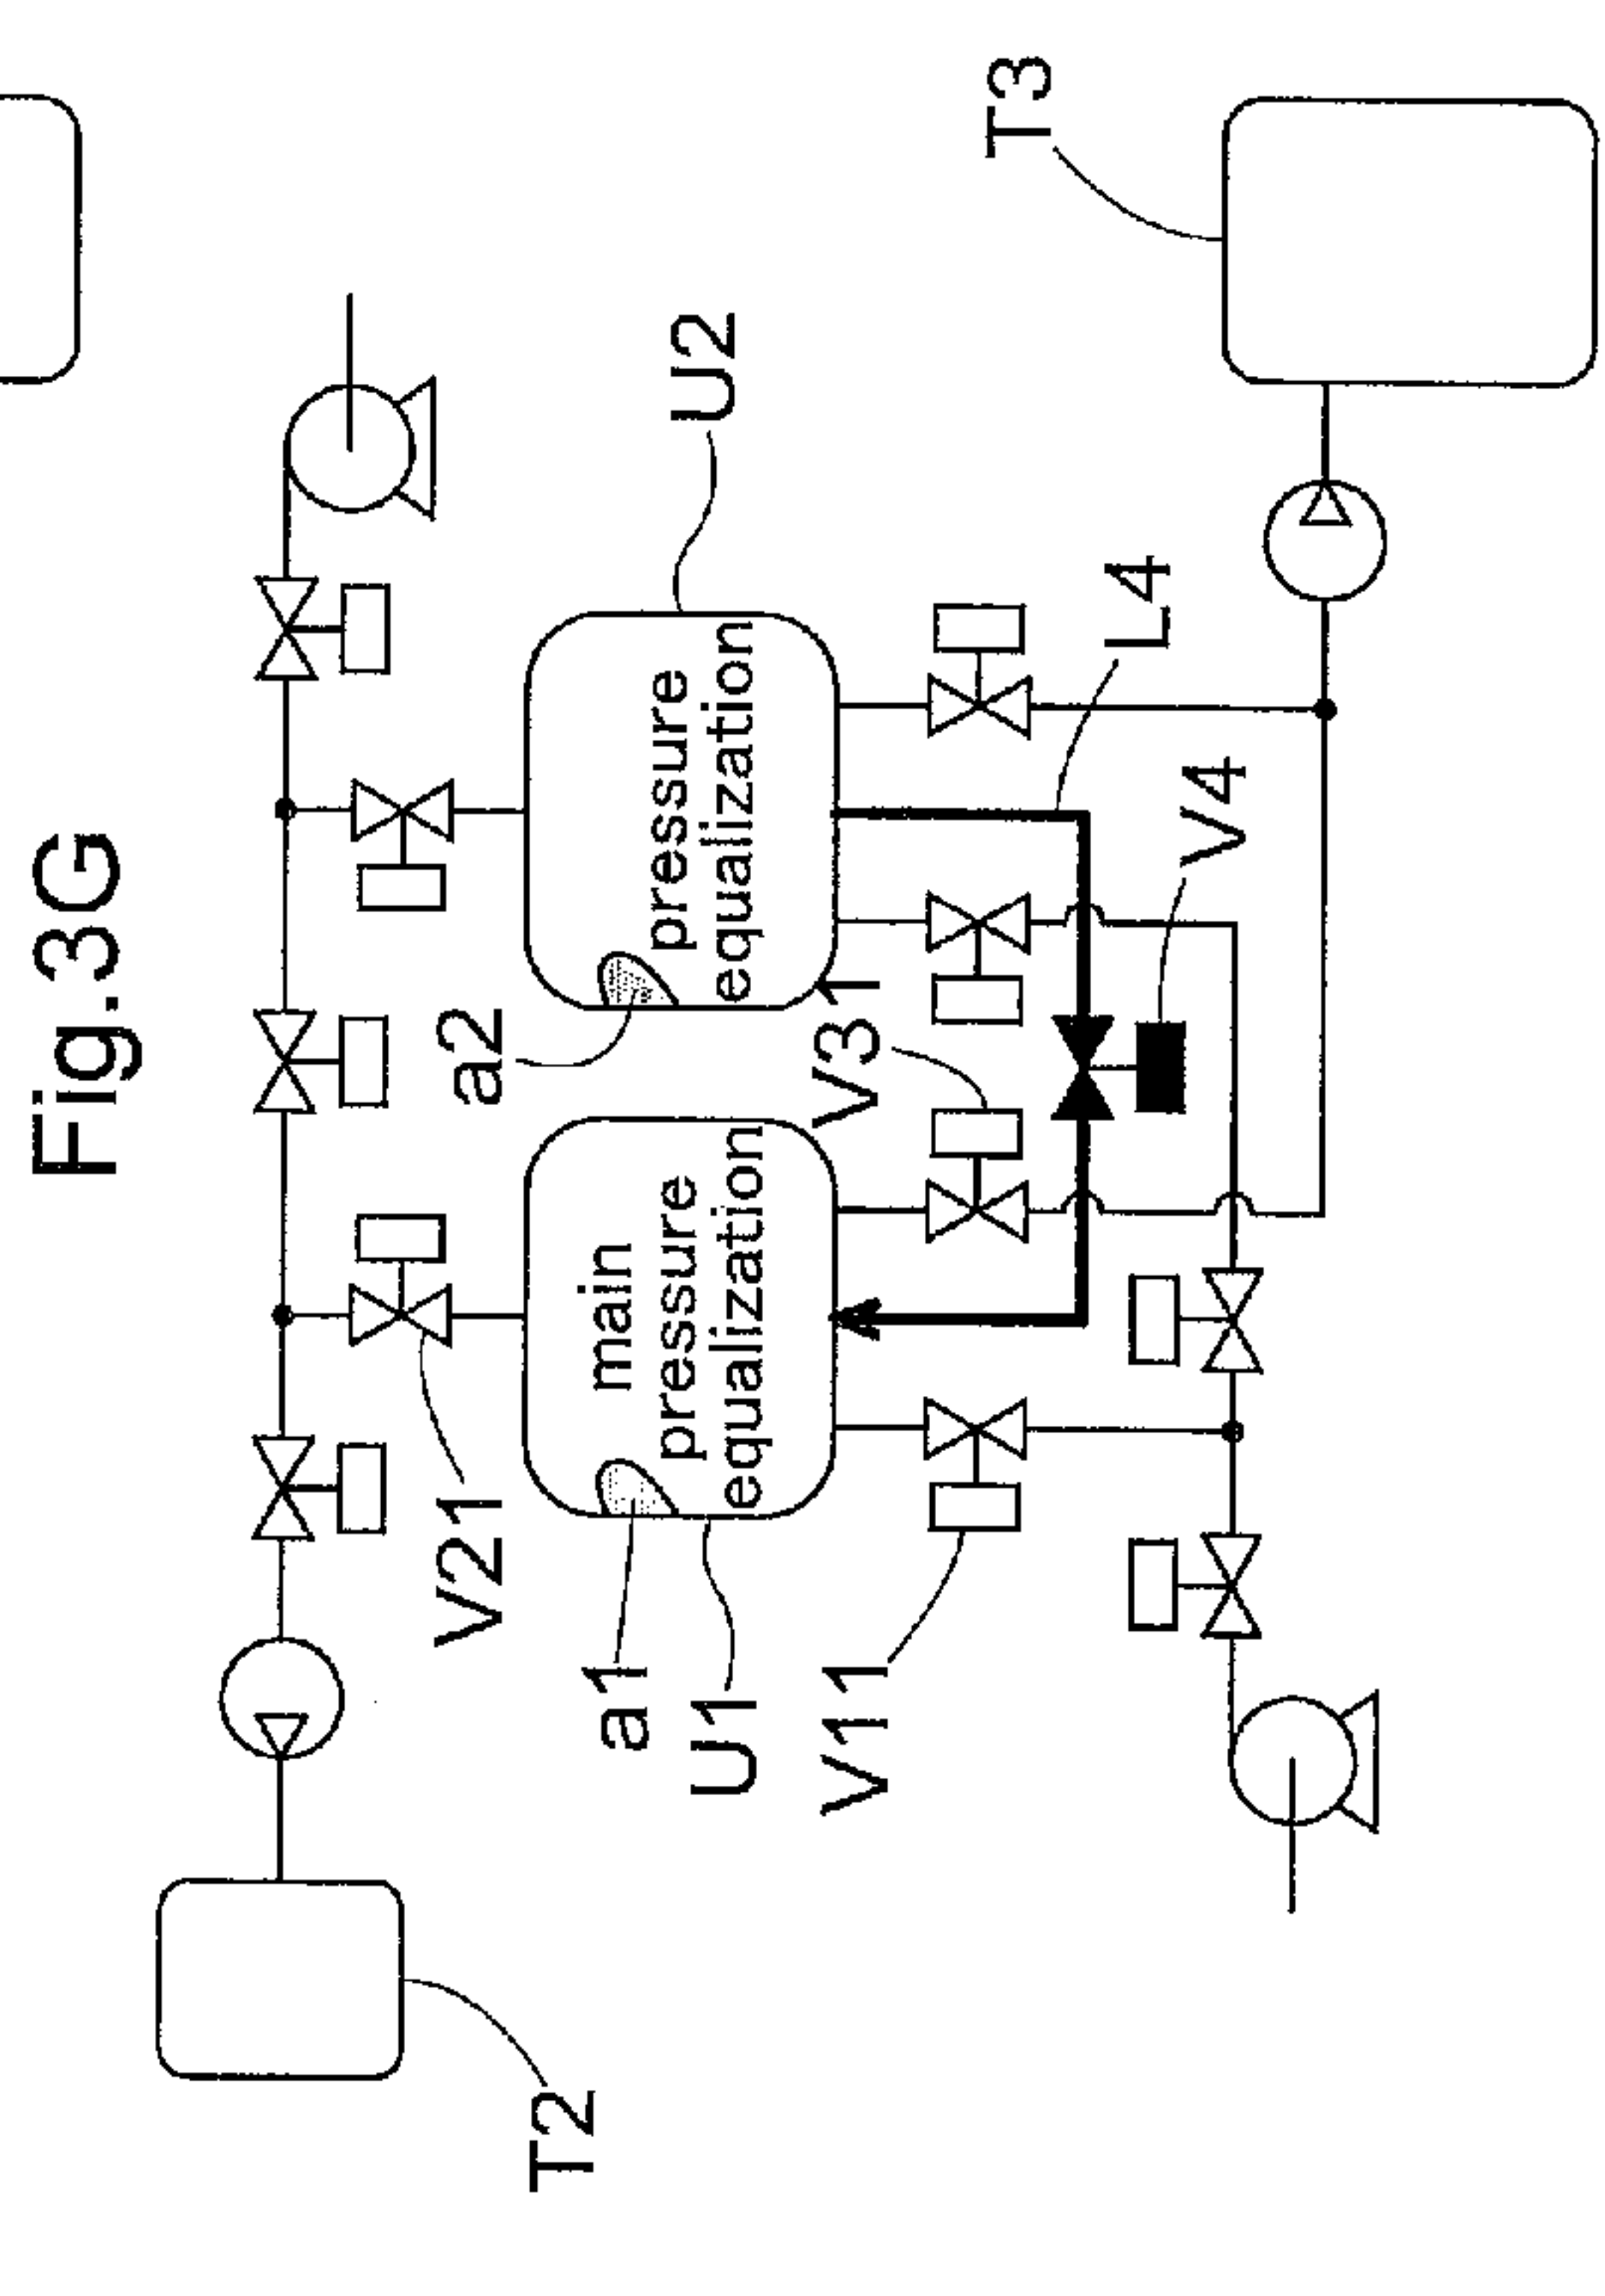 Fig.3G
T2
V21
a2
a1
main
pressure
equalization
pressure
equalization
U1
U2
V11
V31
T3
L4
V4